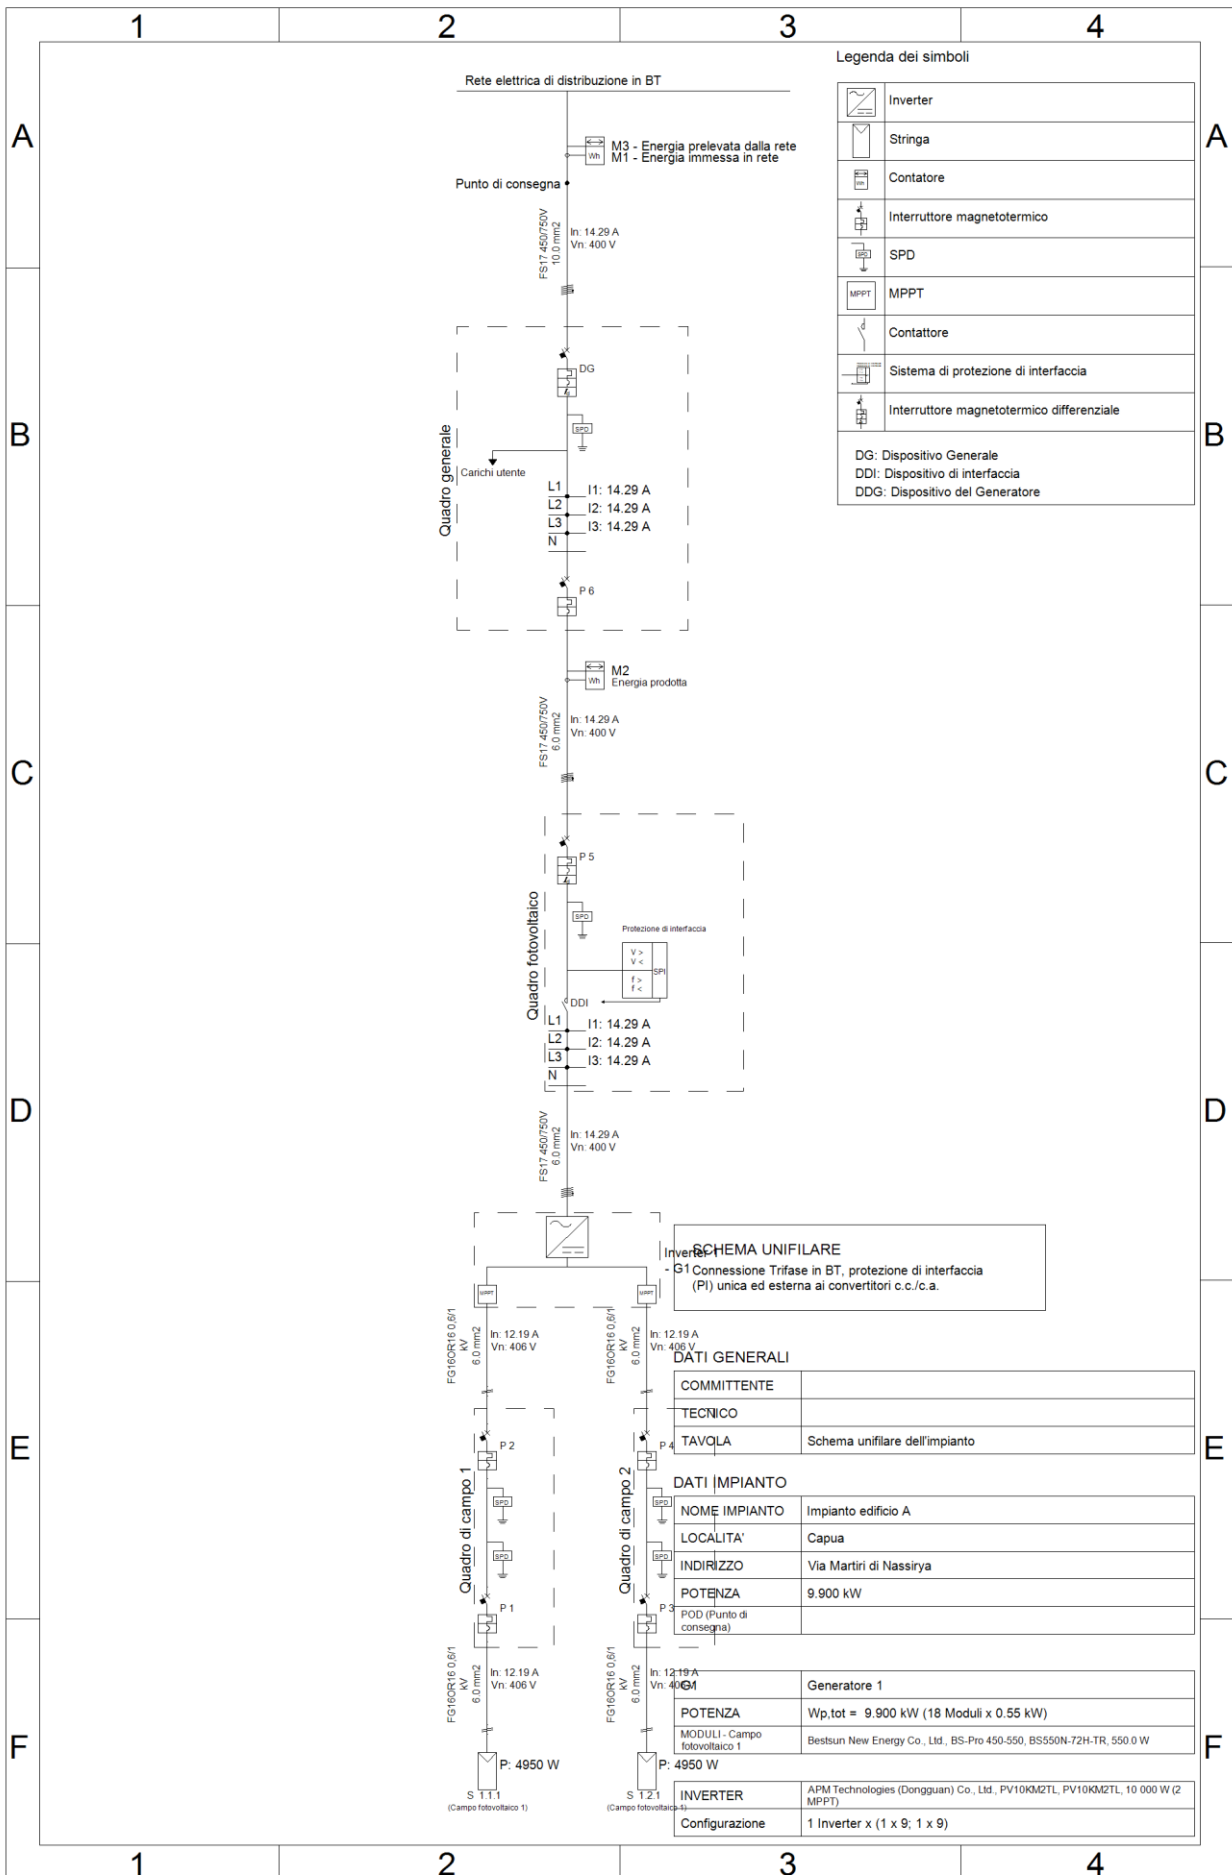 1 2 3 4
Legenda dei simboli
Rete elettrica di distribuzione in BT
Inverter
A A
M3 - Energia prelevata dalla rete
Wh M1 - Energia immessa in rete
Stringa
Punto di consegna
Contatore
Interruttore magnetotermico
FS17 450/750V
10.0 mm2
In: 14.29 A
Vn: 400 V
SPD SPD
MPPT MPPT
Contattore
Sistema di protezione di interfaccia
Interruttore magnetotermico differenziale
DG: Dispositivo Generale
DDI: Dispositivo di interfaccia
DDG: Dispositivo del Generatore
B B
Quadro generale
DG
SPD
Carichi utente
L1 I1: 14.29 A
L2 I2: 14.29 A
L3 I3: 14.29 A
N
P 6
M2
Wh Energia prodotta
FS17 450/750V
6.0 mm2
In: 14.29 A
Vn: 400 V
C C
Quadro fotovoltaico
P 5
SPD
Protezione di interfaccia
V >
V <
f >
f <
SPI
DDI
L1 I1: 14.29 A
L2 I2: 14.29 A
L3 I3: 14.29 A
N
D D
FS17 450/750V
6.0 mm2
In: 14.29 A
Vn: 400 V
Inverter 1
- G1
SCHEMA UNIFILARE
Connessione Trifase in BT, protezione di interfaccia
(PI) unica ed esterna ai convertitori c.c./c.a.
MPPT MPPT
FG16OR16 0,6/1
kV
6.0 mm2
In: 12.19 A
Vn: 406 V
FG16OR16 0,6/1
kV
6.0 mm2
In: 12.19 A
Vn: 406 V
DATI GENERALI
COMMITTENTE
TECNICO
TAVOLA Schema unifilare dell'impianto
E E
Quadro di campo 1
P 2
SPD
SPD
P 1
Quadro di campo 2
P 4
SPD
SPD
P 3
DATI IMPIANTO
NOME IMPIANTO Impianto edificio A
LOCALITA' Capua
INDIRIZZO Via Martiri di Nassirya
POTENZA 9.900 kW
POD (Punto di
consegna)
FG16OR16 0,6/1
kV
6.0 mm2
In: 12.19 A
Vn: 406 V
FG16OR16 0,6/1
kV
6.0 mm2
In: 12.19 A
Vn: 406 V
G1 Generatore 1
POTENZA Wp,tot = 9.900 kW (18 Moduli x 0.55 kW)
MODULI - Campo
fotovoltaico 1
Bestsun New Energy Co., Ltd., BS-Pro 450-550, BS550N-72H-TR, 550.0 W
F F
P: 4950 W
S 1.1.1
(Campo fotovoltaico 1)
P: 4950 W
S 1.2.1
(Campo fotovoltaico 1)
INVERTER APM Technologies (Dongguan) Co., Ltd., PV10KM2TL, PV10KM2TL, 10 000 W (2
MPPT)
Configurazione 1 Inverter x (1 x 9; 1 x 9)
1 2 3 4